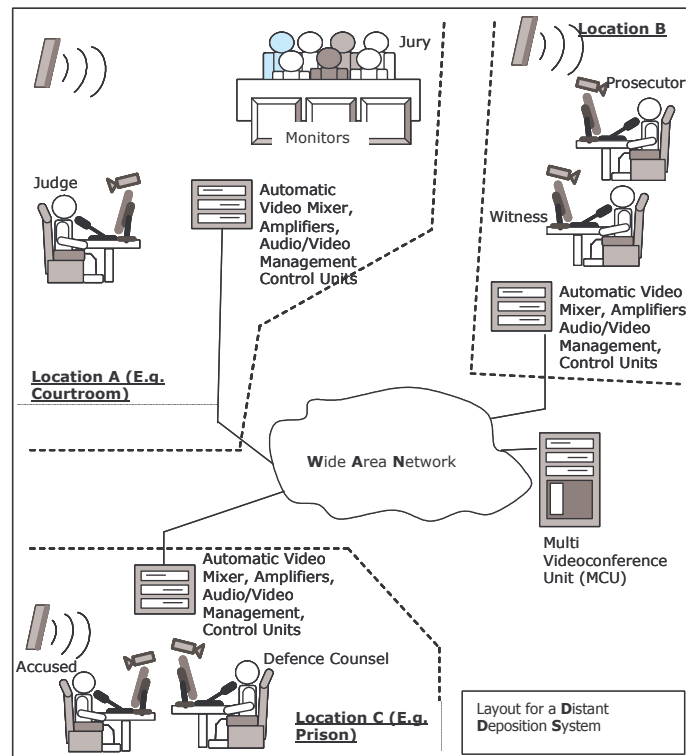 Jury
Monitors
Judge
Automatic
Video Mixer,
Amplifiers,
Audio/Video
Management
Control Units
Location A (E.g.
Courtroom)
Location B
Prosecutor
Witness
Automatic Video
Mixer, Amplifiers
Audio/Video
Management,
Control Units
Wide Area Network
Multi
Videoconference
Unit (MCU)
Automatic Video
Mixer, Amplifiers,
Audio/Video
Management,
Control Units
Accused
Defence Counsel
Location C (E.g.
Prison)
Layout for a Distant
Deposition System